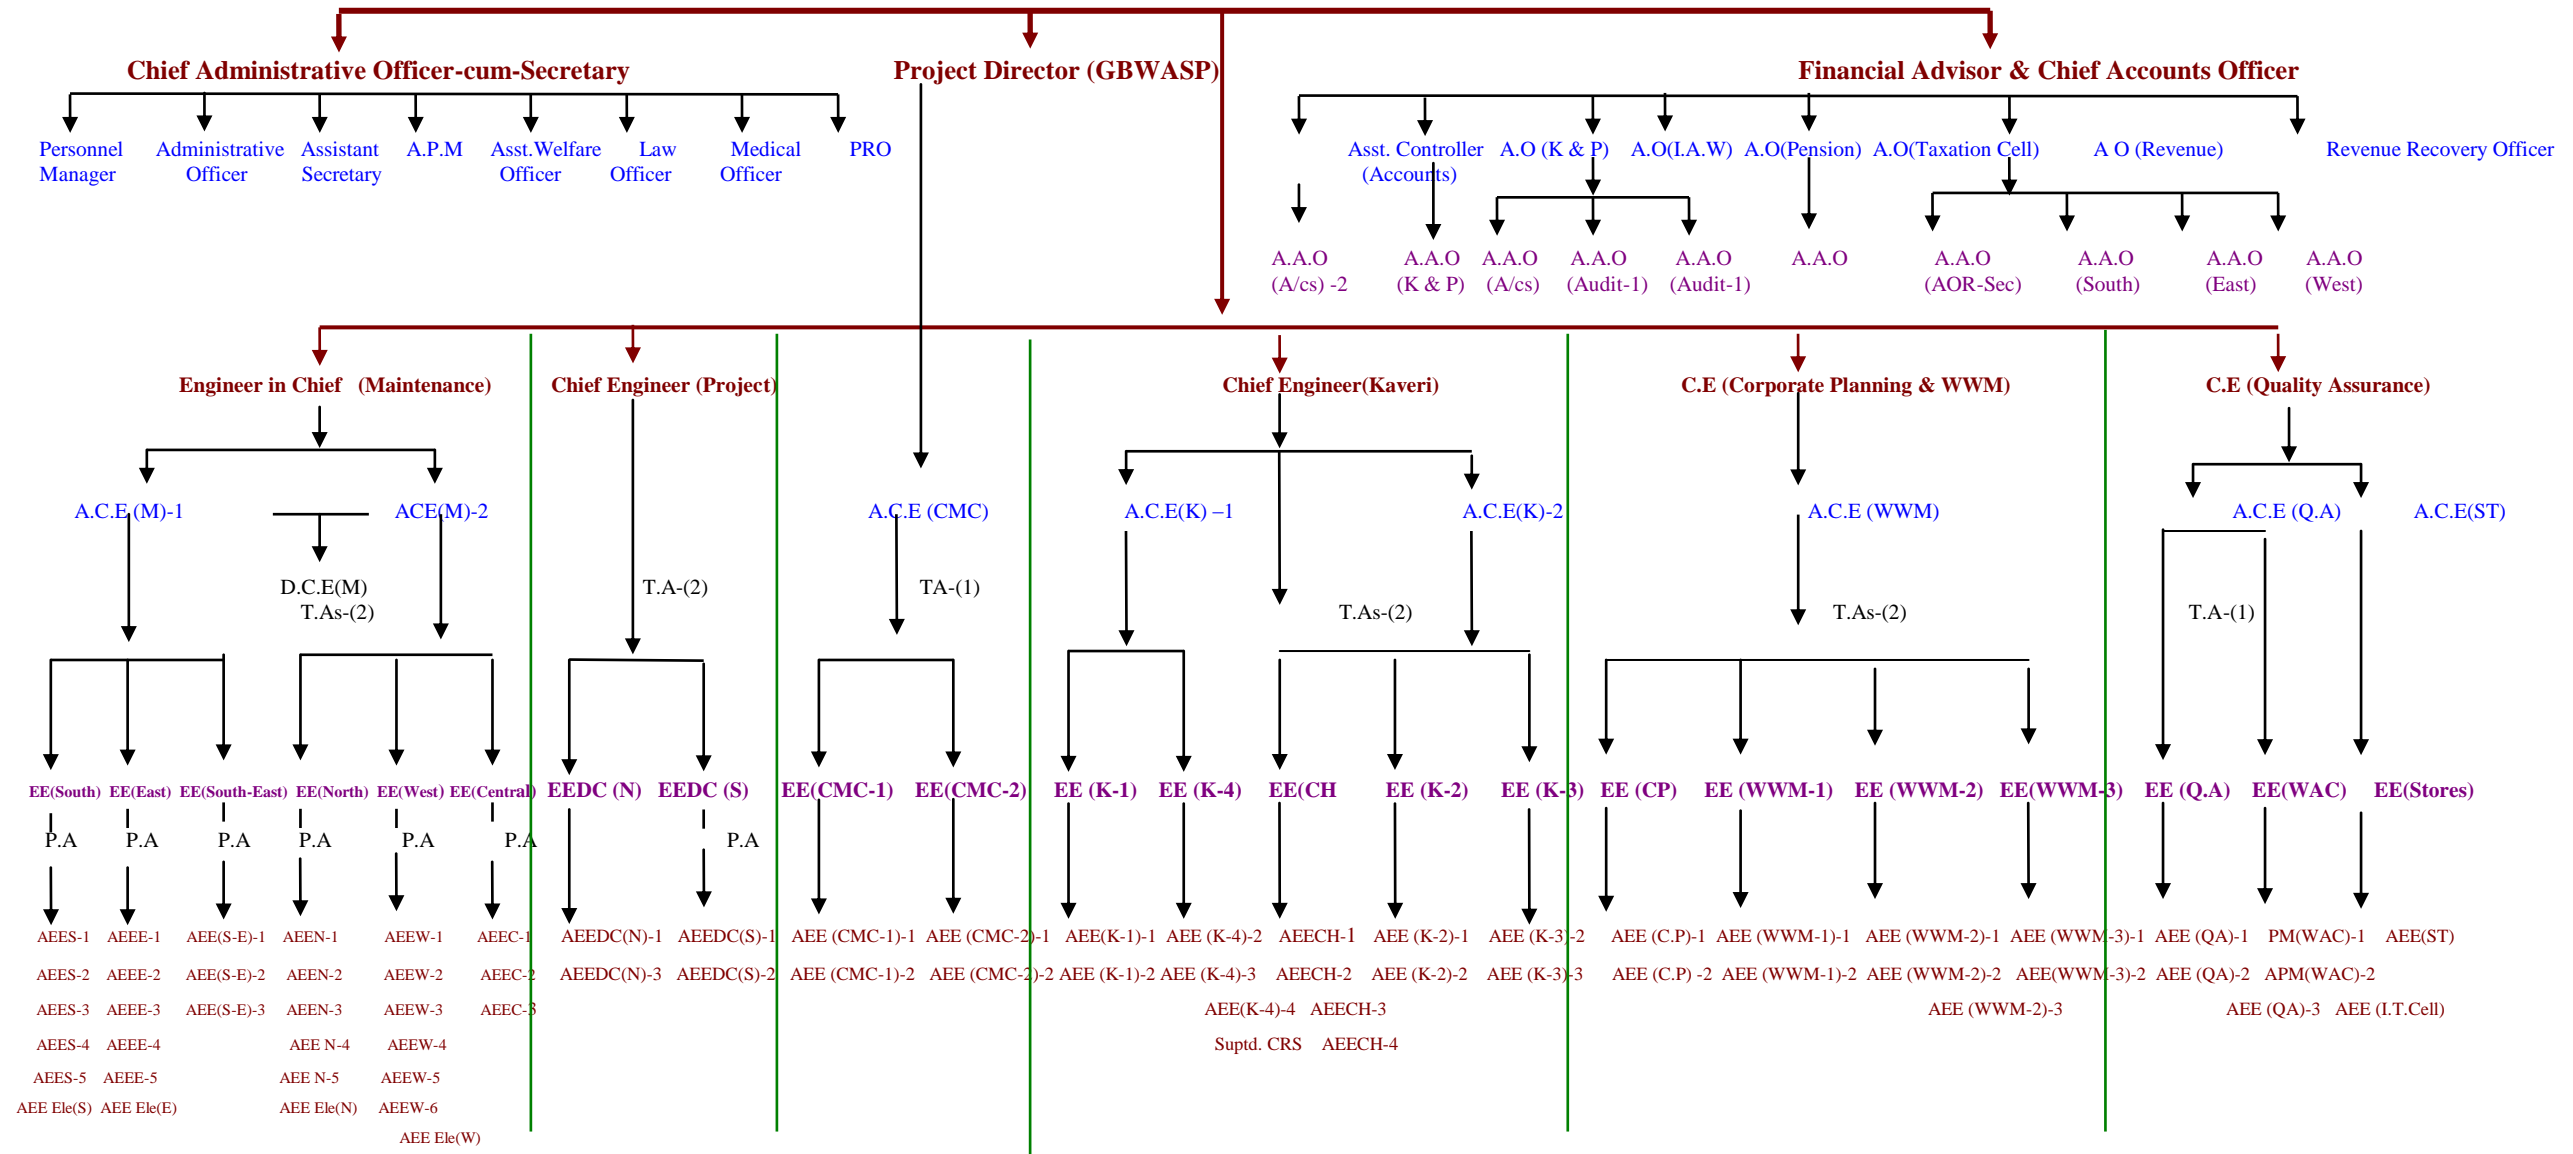 Chief Administrative Officer-cum-Secretary Project Director (GBWASP) Financial Advisor & Chief Accounts Officer
Personnel Administrative Assistant A.P.M Asst.Welfare Law Medical PRO Asst. Controller A.O (K & P) A.O(I.A.W) A.O(Pension) A.O(Taxation Cell) A O (Revenue) Revenue Recovery Officer
Manager Officer Secretary Officer Officer Officer (Accounts)
A.A.O A.A.O A.A.O A.A.O A.A.O A.A.O A.A.O A.A.O A.A.O A.A.O
(A/cs) -2 (K & P) (A/cs) (Audit-1) (Audit-1) (AOR-Sec) (South) (East) (West)
Engineer in Chief (Maintenance) Chief Engineer (Project) Chief Engineer(Kaveri) C.E (Corporate Planning & WWM) C.E (Quality Assurance)
A.C.E (M)-1 ACE(M)-2 A.C.E (CMC) A.C.E(K) –1 A.C.E(K)-2 A.C.E (WWM) A.C.E (Q.A) A.C.E(ST)
D.C.E(M) T.A-(2) TA-(1)
T.As-(2) T.As-(2) T.As-(2) T.A-(1)
EE(South) EE(East) EE(South-East) EE(North) EE(West) EE(Central) EEDC (N) EEDC (S) EE(CMC-1) EE(CMC-2) EE (K-1) EE (K-4) EE(CH EE (K-2) EE (K-3) EE (CP) EE (WWM-1) EE (WWM-2) EE(WWM-3) EE (Q.A) EE(WAC) EE(Stores)
P.A P.A P.A P.A P.A P.A P.A
AEES-1 AEEE-1 AEE(S-E)-1 AEEN-1 AEEW-1 AEEC-1 AEEDC(N)-1 AEEDC(S)-1 AEE (CMC-1)-1 AEE (CMC-2)-1 AEE(K-1)-1 AEE (K-4)-2 AEECH-1 AEE (K-2)-1 AEE (K-3)-2 AEE (C.P)-1 AEE (WWM-1)-1 AEE (WWM-2)-1 AEE (WWM-3)-1 AEE (QA)-1 PM(WAC)-1 AEE(ST)
AEES-2 AEEE-2 AEE(S-E)-2 AEEN-2 AEEW-2 AEEC-2 AEEDC(N)-3 AEEDC(S)-2 AEE (CMC-1)-2 AEE (CMC-2)-2 AEE (K-1)-2 AEE (K-4)-3 AEECH-2 AEE (K-2)-2 AEE (K-3)-3 AEE (C.P) -2 AEE (WWM-1)-2 AEE (WWM-2)-2 AEE(WWM-3)-2 AEE (QA)-2 APM(WAC)-2
AEES-3 AEEE-3 AEE(S-E)-3 AEEN-3 AEEW-3 AEEC-3 AEE(K-4)-4 AEECH-3 AEE (WWM-2)-3 AEE (QA)-3 AEE (I.T.Cell)
AEES-4 AEEE-4 AEE N-4 AEEW-4 Suptd. CRS AEECH-4
AEES-5 AEEE-5 AEE N-5 AEEW-5
AEE Ele(S) AEE Ele(E) AEE Ele(N) AEEW-6
AEE Ele(W)